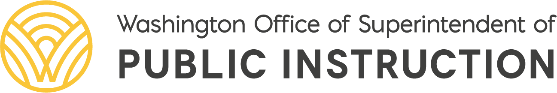 Washington Office of Superintendent of
PUBLIC INSTRUCTION